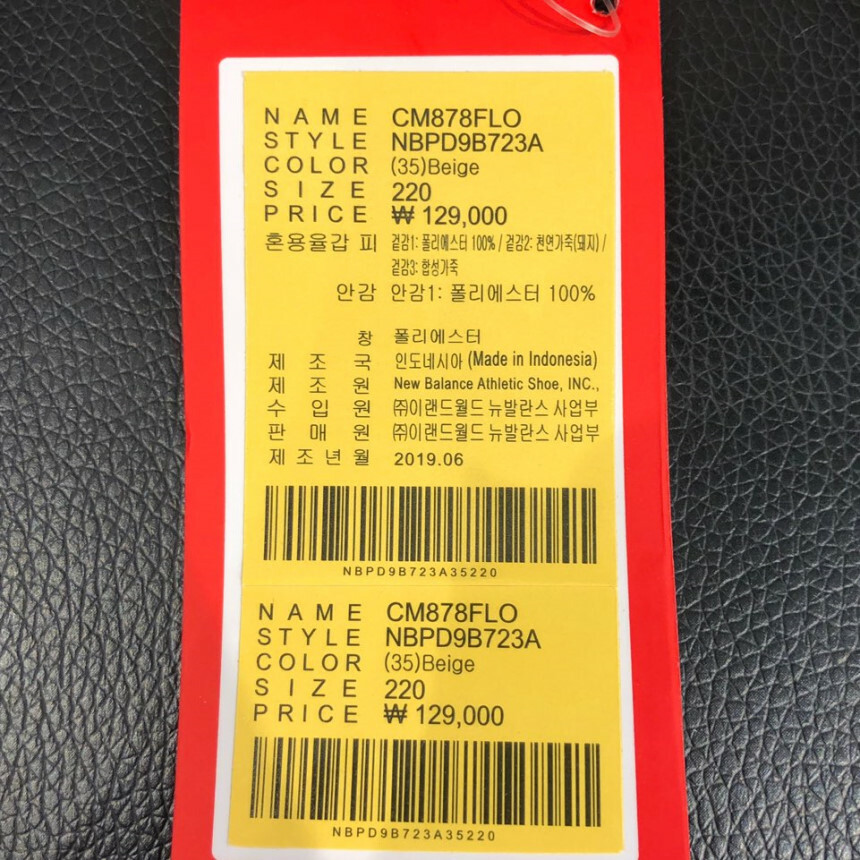 NAME CM878FLO
STYLE NBPD9B723A
COLOR (35)Beige
SIZE 220
PRICE ₩ 129,000
혼용율갑 피 겉감1: 폴리에스터 100% / 겉감2: 천연가죽(돼지) /
겉감3: 합성가죽
안감 안감1: 폴리에스터 100%
창 폴리에스터
제 조 국 인도네시아 (Made in Indonesia)
제 조 원 New Balance Athletic Shoe, INC.,
수 입 원 ㈜이랜드월드 뉴발란스 사업부
판 매 원 ㈜이랜드월드 뉴발란스 사업부
제 조 년 월 2019.06
NBPD9B723A35220
NAME CM878FLO
STYLE NBPD9B723A
COLOR (35)Beige
SIZE 220
PRICE ₩ 129,000
NBPD9B723A35220